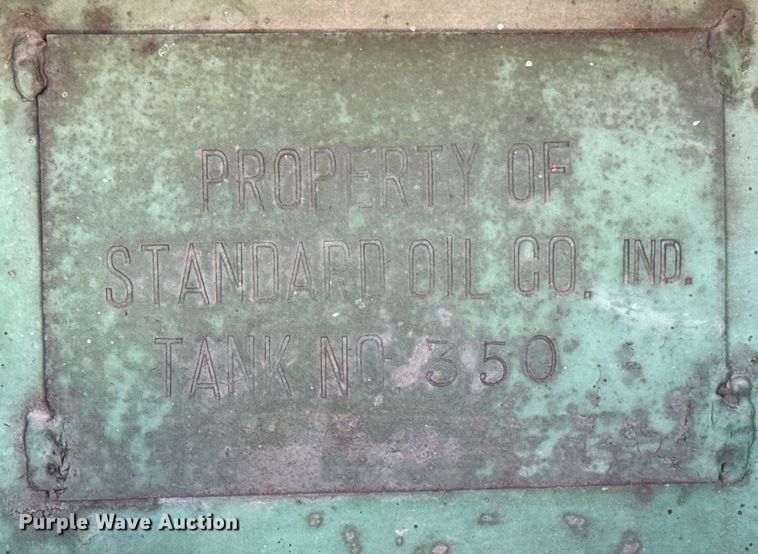 PROPERTY OF
STANDARD OIL CO. IND.
TANK NO. 350
Purple Wave Auction